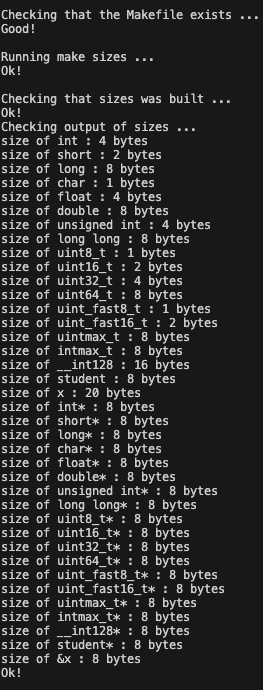 Checking that the Makefile exists ...
Good!
Running make sizes ...
Ok!
Checking that sizes was built ...
Ok!
Checking output of sizes ...
size of int : 4 bytes
size of short : 2 bytes
size of long : 8 bytes
size of char : 1 bytes
size of float : 4 bytes
size of double : 8 bytes
size of unsigned int : 4 bytes
size of long long : 8 bytes
size of uint8_t : 1 bytes
size of uint16_t : 2 bytes
size of uint32_t : 4 bytes
size of uint64_t : 8 bytes
size of uint_fast8_t : 1 bytes
size of uint_fast16_t : 2 bytes
size of uintmax_t : 8 bytes
size of intmax_t : 8 bytes
size of __int128 : 16 bytes
size of student : 8 bytes
size of x : 20 bytes
size of int* : 8 bytes
size of short* : 8 bytes
size of long* : 8 bytes
size of char* : 8 bytes
size of float* : 8 bytes
size of double* : 8 bytes
size of unsigned int* : 8 bytes
size of long long* : 8 bytes
size of uint8_t* : 8 bytes
size of uint16_t* : 8 bytes
size of uint32_t* : 8 bytes
size of uint64_t* : 8 bytes
size of uint_fast8_t* : 8 bytes
size of uint_fast16_t* : 8 bytes
size of uintmax_t* : 8 bytes
size of intmax_t* : 8 bytes
size of __int128* : 8 bytes
size of student* : 8 bytes
size of &x : 8 bytes
Ok!